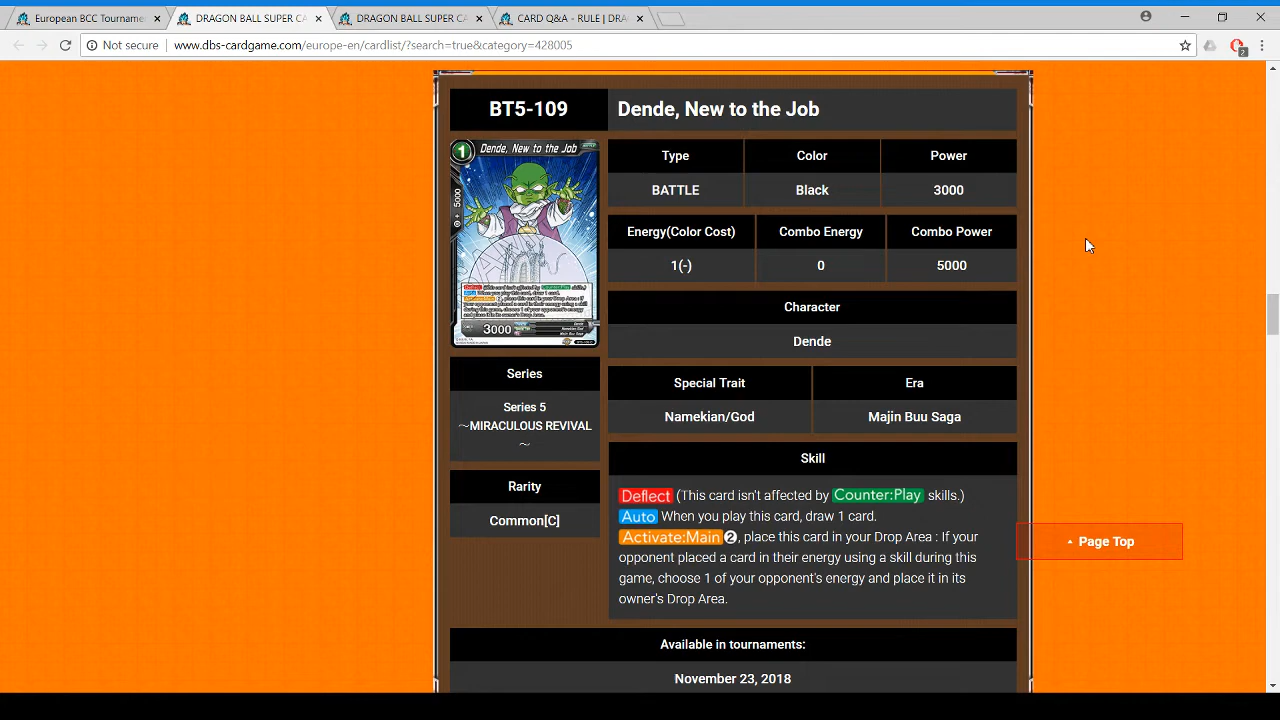 European BCC Tourname
DRAGON BALL SUPER CA
DRAGON BALL SUPER CA
CARD Q&A - RULE | DRA
Not secure
www.dbs-cardgame.com/europe-en/cardlist/?search=true&category=428005
2
BT5-109
Dende, New to the Job
1
Dende, New to the Job
5000
3000
Type
Color
Power
BATTLE
Black
3000
Energy(Color Cost)
Combo Energy
Combo Power
1(-)
0
5000
Character
Dende
Series
Special Trait
Era
Series 5
～MIRACULOUS REVIVAL
～
Namekian/God
Majin Buu Saga
Skill
Rarity
Common[C]
Deflect (This card isn't affected by Counter:Play skills.)
Auto When you play this card, draw 1 card.
Activate:Main ❷, place this card in your Drop Area : If your
opponent placed a card in their energy using a skill during this
game, choose 1 of your opponent's energy and place it in its
owner's Drop Area.
Page Top
Available in tournaments:
November 23, 2018